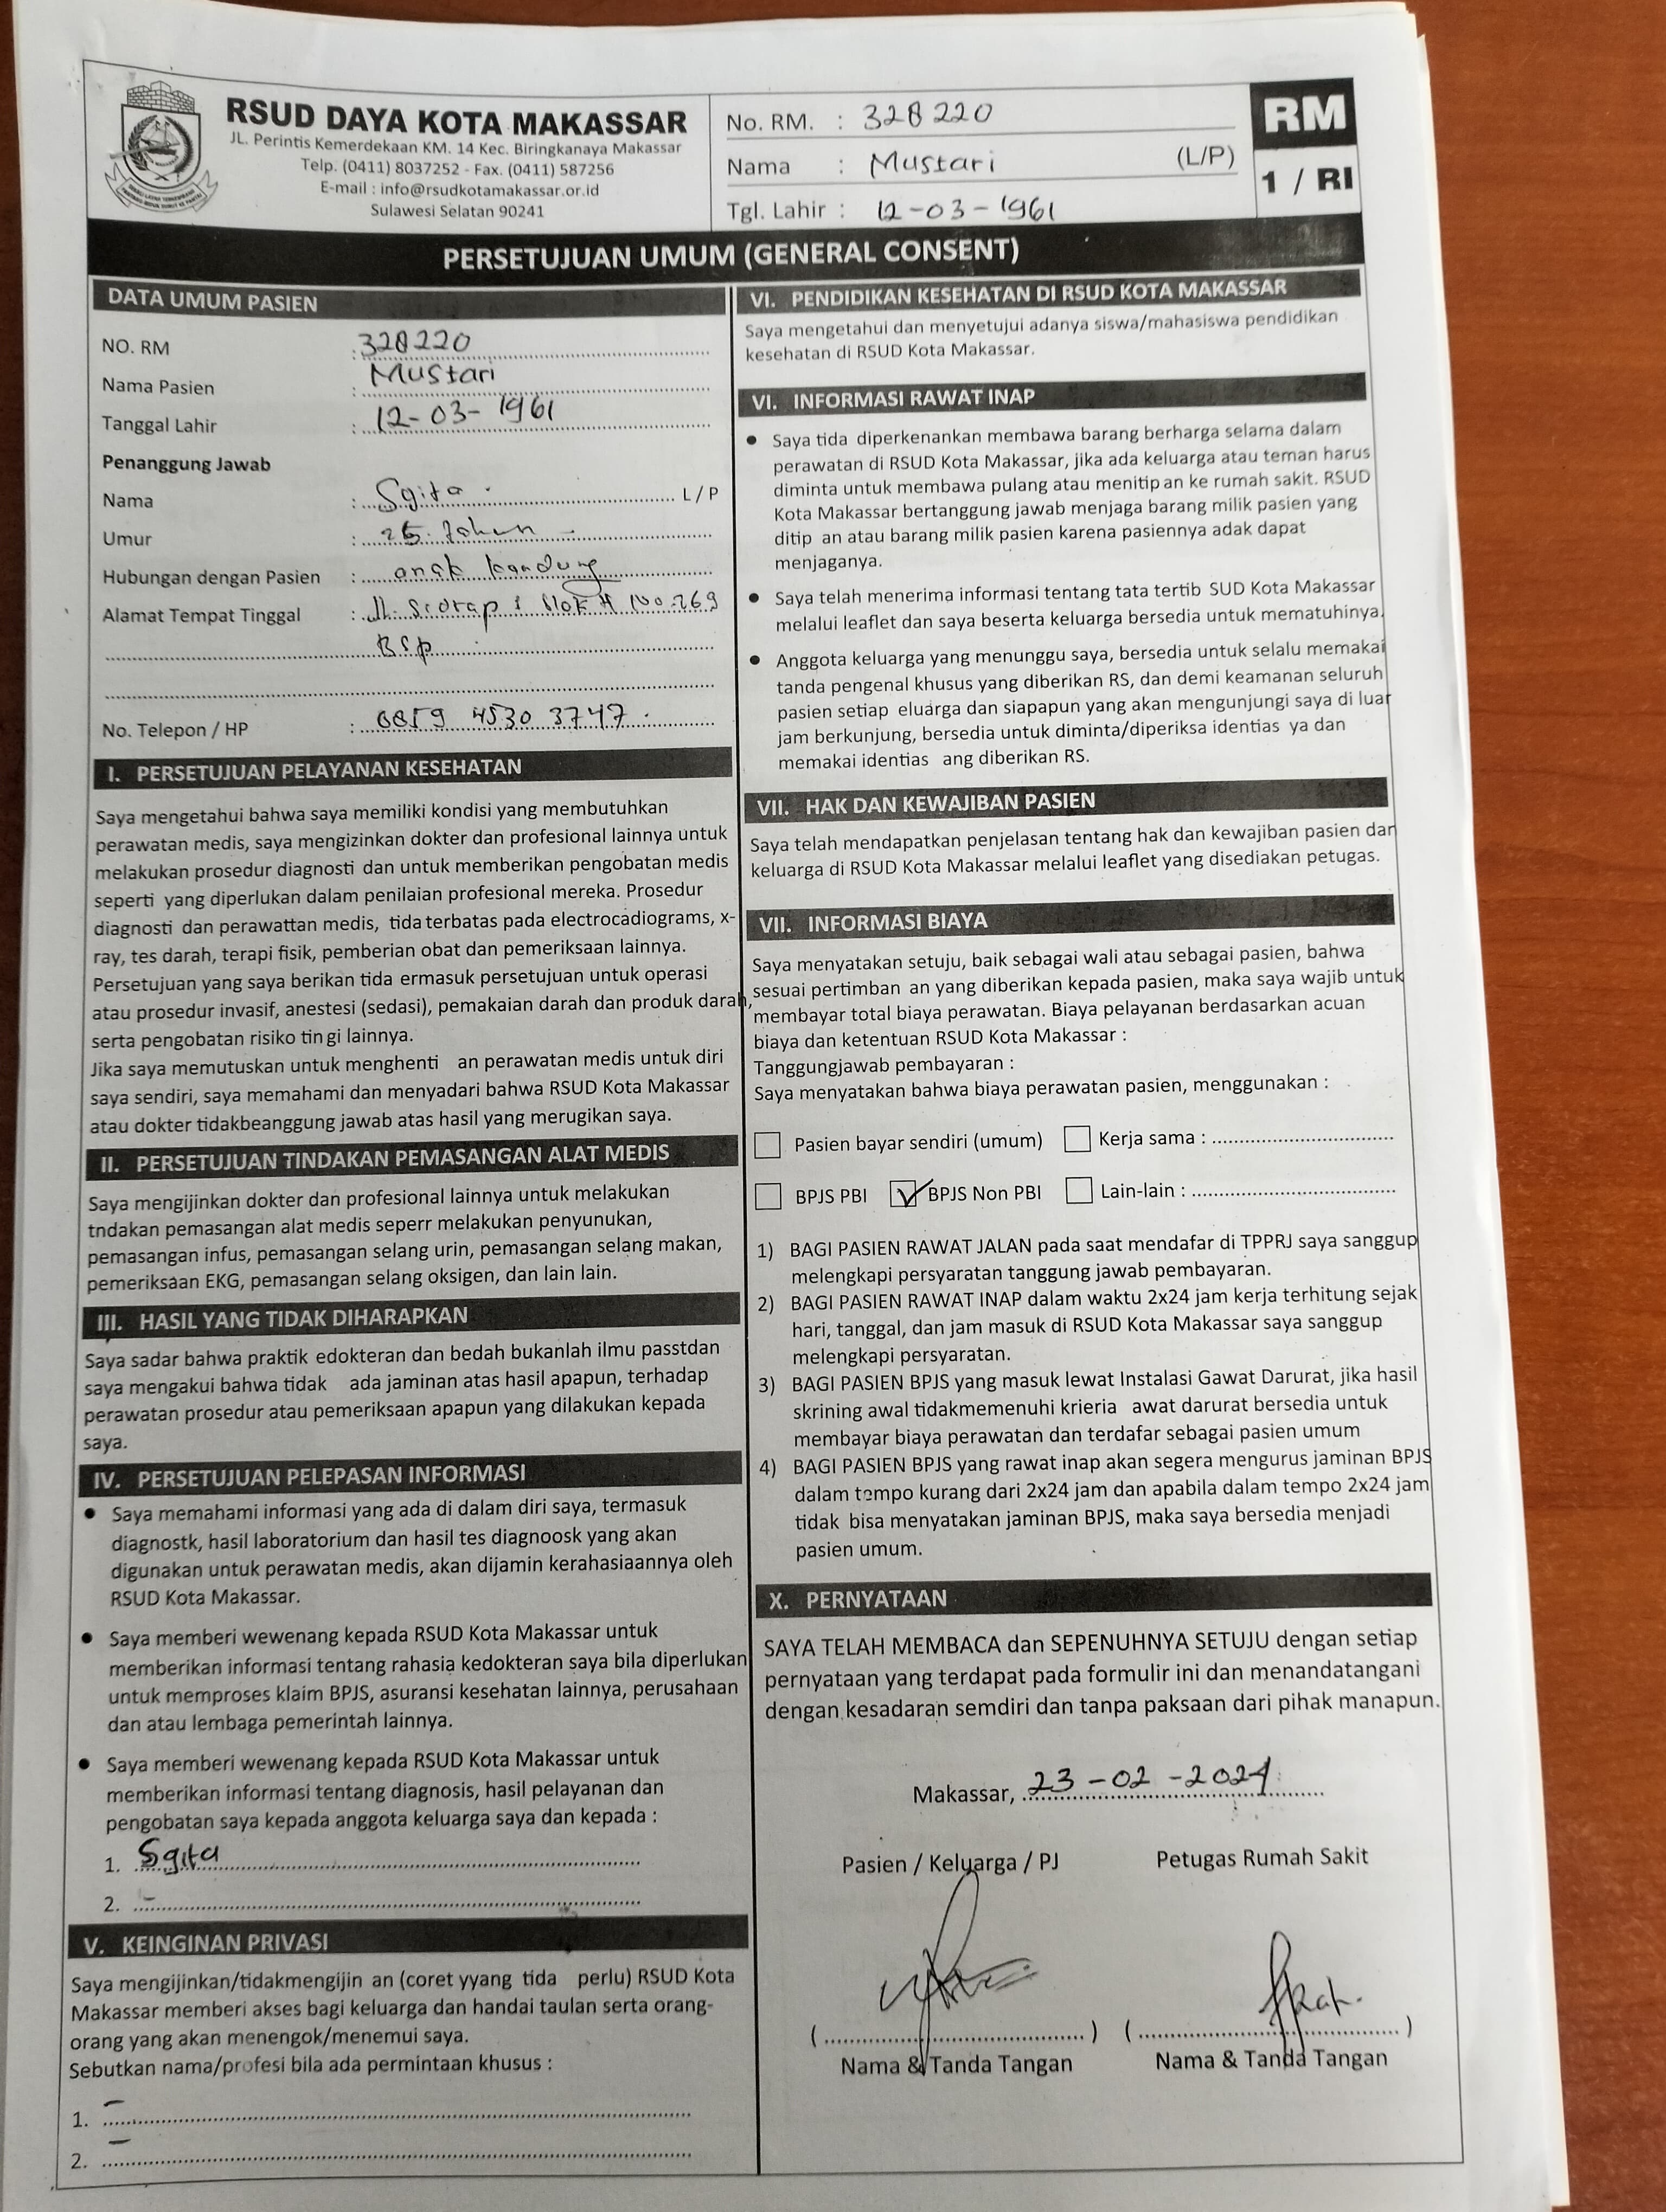 RSUD DAYA KOTA MAKASSAR
JL. Perintis Kemerdekaan KM. 14 Kec. Biringkanaya Makassar
Telp. (0411) 8037252 - Fax. (0411) 587256
E-mail : info@rsudkotamakassar.or.id
Sulawesi Selatan 90241
No. RM. : 328220
Nama : Mustari (L/P)
Tgl. Lahir : 12-03-1961
RM
1 / RI
PERSETUJUAN UMUM (GENERAL CONSENT)
DATA UMUM PASIEN
NO. RM : 328220
Nama Pasien : Mustari
Tanggal Lahir : 12-03-1961
Penanggung Jawab
Nama : Sgita L / P
Umur : 25 Tahun
Hubungan dengan Pasien : anak kandung
Alamat Tempat Tinggal : Jl. Sidrap Blok H No.269
BSP
No. Telepon / HP : 0859 4530 3747
I. PERSETUJUAN PELAYANAN KESEHATAN
Saya mengetahui bahwa saya memiliki kondisi yang membutuhkan
perawatan medis, saya mengizinkan dokter dan profesional lainnya untuk
melakukan prosedur diagnosti dan untuk memberikan pengobatan medis
seperti yang diperlukan dalam penilaian profesional mereka. Prosedur
diagnosti dan perawattan medis, tida terbatas pada electrocadiograms, x-
ray, tes darah, terapi fisik, pemberian obat dan pemeriksaan lainnya.
Persetujuan yang saya berikan tida ermasuk persetujuan untuk operasi
atau prosedur invasif, anestesi (sedasi), pemakaian darah dan produk darah,
serta pengobatan risiko tin gi lainnya.
Jika saya memutuskan untuk menghenti an perawatan medis untuk diri
saya sendiri, saya memahami dan menyadari bahwa RSUD Kota Makassar
atau dokter tidakbeanggung jawab atas hasil yang merugikan saya.
II. PERSETUJUAN TINDAKAN PEMASANGAN ALAT MEDIS
Saya mengijinkan dokter dan profesional lainnya untuk melakukan
tndakan pemasangan alat medis seperr melakukan penyunukan,
pemasangan infus, pemasangan selang urin, pemasangan selang makan,
pemeriksaan EKG, pemasangan selang oksigen, dan lain lain.
III. HASIL YANG TIDAK DIHARAPKAN
Saya sadar bahwa praktik edokteran dan bedah bukanlah ilmu passtdan
saya mengakui bahwa tidak ada jaminan atas hasil apapun, terhadap
perawatan prosedur atau pemeriksaan apapun yang dilakukan kepada
saya.
IV. PERSETUJUAN PELEPASAN INFORMASI
● Saya memahami informasi yang ada di dalam diri saya, termasuk
diagnostk, hasil laboratorium dan hasil tes diagnoosk yang akan
digunakan untuk perawatan medis, akan dijamin kerahasiaannya oleh
RSUD Kota Makassar.
● Saya memberi wewenang kepada RSUD Kota Makassar untuk
memberikan informasi tentang rahasia kedokteran saya bila diperlukan
untuk memproses klaim BPJS, asuransi kesehatan lainnya, perusahaan
dan atau lembaga pemerintah lainnya.
● Saya memberi wewenang kepada RSUD Kota Makassar untuk
memberikan informasi tentang diagnosis, hasil pelayanan dan
pengobatan saya kepada anggota keluarga saya dan kepada :
1. Sgita
2. -
V. KEINGINAN PRIVASI
Saya mengijinkan/tidakmengijin an (coret yyang tida perlu) RSUD Kota
Makassar memberi akses bagi keluarga dan handai taulan serta orang-
orang yang akan menengok/menemui saya.
Sebutkan nama/profesi bila ada permintaan khusus :
1. -
2. -
VI. PENDIDIKAN KESEHATAN DI RSUD KOTA MAKASSAR
Saya mengetahui dan menyetujui adanya siswa/mahasiswa pendidikan
kesehatan di RSUD Kota Makassar.
VI. INFORMASI RAWAT INAP
● Saya tida diperkenankan membawa barang berharga selama dalam
perawatan di RSUD Kota Makassar, jika ada keluarga atau teman harus
diminta untuk membawa pulang atau menitip an ke rumah sakit. RSUD
Kota Makassar bertanggung jawab menjaga barang milik pasien yang
ditip an atau barang milik pasien karena pasiennya adak dapat
menjaganya.
● Saya telah menerima informasi tentang tata tertib SUD Kota Makassar
melalui leaflet dan saya beserta keluarga bersedia untuk mematuhinya.
● Anggota keluarga yang menunggu saya, bersedia untuk selalu memakai
tanda pengenal khusus yang diberikan RS, dan demi keamanan seluruh
pasien setiap eluarga dan siapapun yang akan mengunjungi saya di luar
jam berkunjung, bersedia untuk diminta/diperiksa identias ya dan
memakai identias ang diberikan RS.
VII. HAK DAN KEWAJIBAN PASIEN
Saya telah mendapatkan penjelasan tentang hak dan kewajiban pasien dan
keluarga di RSUD Kota Makassar melalui leaflet yang disediakan petugas.
VII. INFORMASI BIAYA
Saya menyatakan setuju, baik sebagai wali atau sebagai pasien, bahwa
sesuai pertimban an yang diberikan kepada pasien, maka saya wajib untuk
membayar total biaya perawatan. Biaya pelayanan berdasarkan acuan
biaya dan ketentuan RSUD Kota Makassar :
Tanggungjawab pembayaran :
Saya menyatakan bahwa biaya perawatan pasien, menggunakan :
☐ Pasien bayar sendiri (umum) ☐ Kerja sama :
☐ BPJS PBI ☑ BPJS Non PBI ☐ Lain-lain :
1) BAGI PASIEN RAWAT JALAN pada saat mendafar di TPPRJ saya sanggup
melengkapi persyaratan tanggung jawab pembayaran.
2) BAGI PASIEN RAWAT INAP dalam waktu 2x24 jam kerja terhitung sejak
hari, tanggal, dan jam masuk di RSUD Kota Makassar saya sanggup
melengkapi persyaratan.
3) BAGI PASIEN BPJS yang masuk lewat Instalasi Gawat Darurat, jika hasil
skrining awal tidakmemenuhi krieria awat darurat bersedia untuk
membayar biaya perawatan dan terdafar sebagai pasien umum
4) BAGI PASIEN BPJS yang rawat inap akan segera mengurus jaminan BPJS
dalam tempo kurang dari 2x24 jam dan apabila dalam tempo 2x24 jam
tidak bisa menyatakan jaminan BPJS, maka saya bersedia menjadi
pasien umum.
X. PERNYATAAN
SAYA TELAH MEMBACA dan SEPENUHNYA SETUJU dengan setiap
pernyataan yang terdapat pada formulir ini dan menandatangani
dengan kesadaran semdiri dan tanpa paksaan dari pihak manapun.
Makassar, 23-02-2024
Pasien / Keluarga / PJ
Petugas Rumah Sakit
Nama & Tanda Tangan
Nama & Tanda Tangan